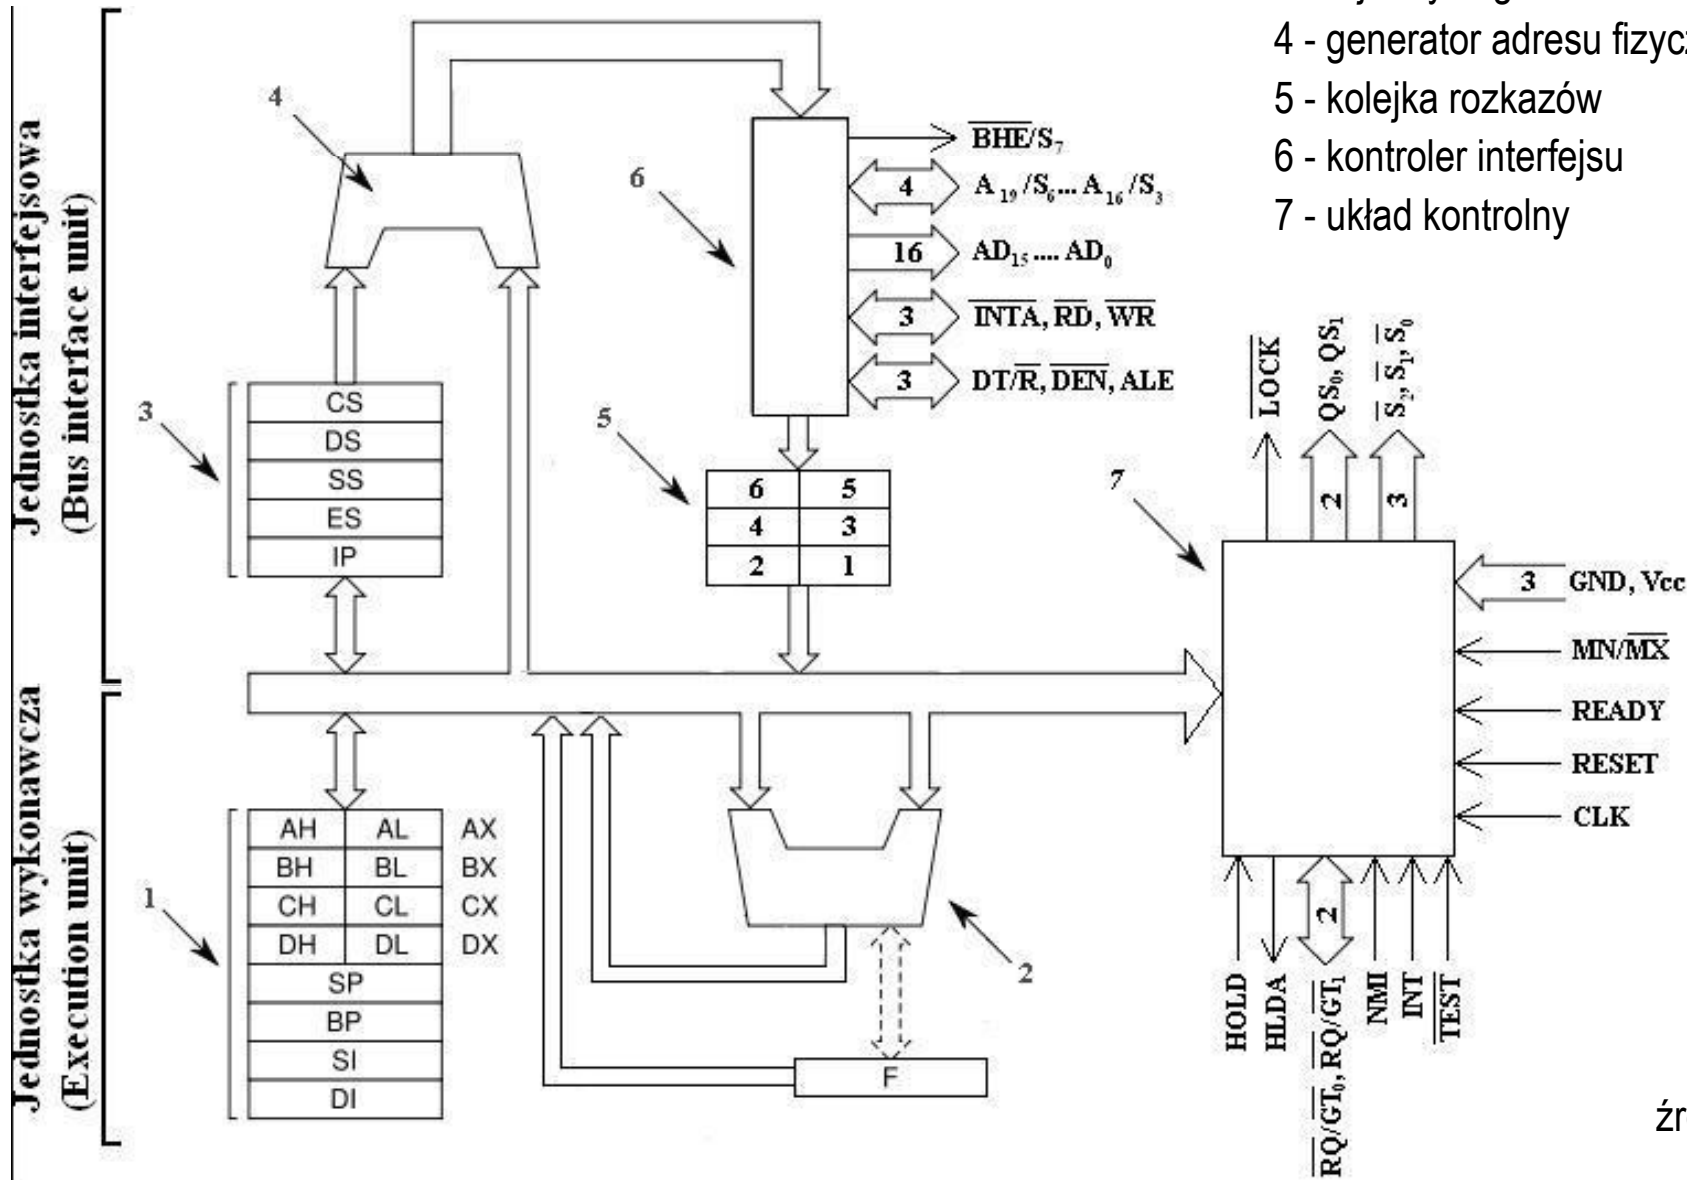 4 - generator adresu
5 - kolejka rozkazów
6 - kontroler interfejsu
7 - układ kontrolny
Jednostka interfejsowa
(Bus interface unit)
4
6
BHE/S7
4 A19/S6... A16/S3
16 AD15 .... AD0
3 INTA, RD, WR
3 DT/R, DEN, ALE
3
CS
DS
SS
ES
IP
5
6 5
4 3
2 1
7
LOCK
2 QS0, QS1
3 S2, S1, S0
3 GND, Vcc
MN/MX
READY
RESET
CLK
HOLD
HLDA
2 RQ/GT0, RQ/GT1
NMI
INT
TEST
Jednostka wykonawcza
(Execution unit)
1
AH AL AX
BH BL BX
CH CL CX
DH DL DX
SP
BP
SI
DI
2
F